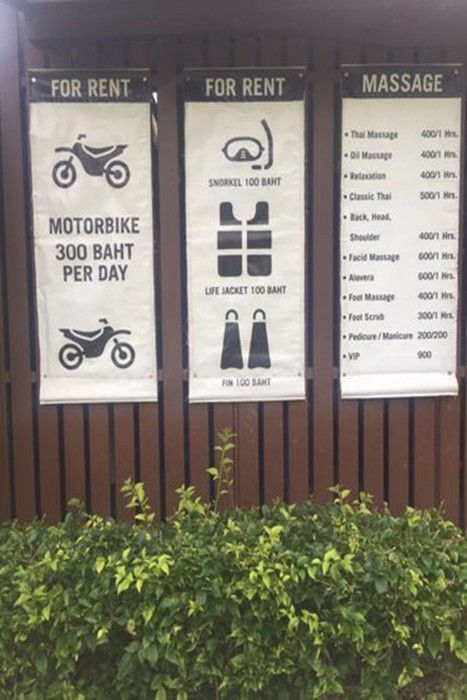 FOR RENT
MOTORBIKE
300 BAHT
PER DAY
FOR RENT
SNORKEL 100 BAHT
LIFE JACKET 100 BAHT
FIN 100 BAHT
MASSAGE
• Thai Massage 400/1 Hrs.
• Oil Massage 400/1 Hrs.
• Relaxation 400/1 Hrs.
• Classic Thai 500/1 Hrs.
• Back, Head,
Shoulder 400/1 Hrs.
• Facid Massage 600/1 Hrs.
• Alovera 600/1 Hrs.
• Foot Massage 400/1 Hrs.
• Foot Scrub 300/1 Hrs.
• Pedicure / Manicure 200/200
• VIP 900